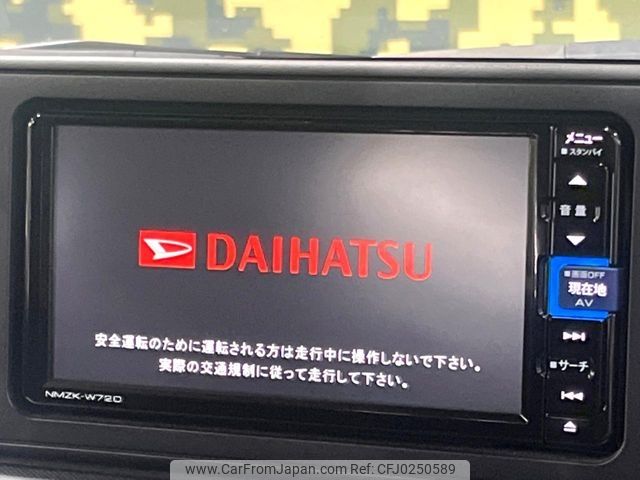 メニュー
■ スタンバイ
音量
DAIHATSU
■画面OFF
現在地
AV
安全運転のために運転される方は走行中に操作しないで下さい。
実際の交通規制に従って走行して下さい。
■ サーチ
NMZK-W72D
www.CarFromJapan.com | Ref No.CFJ0250589